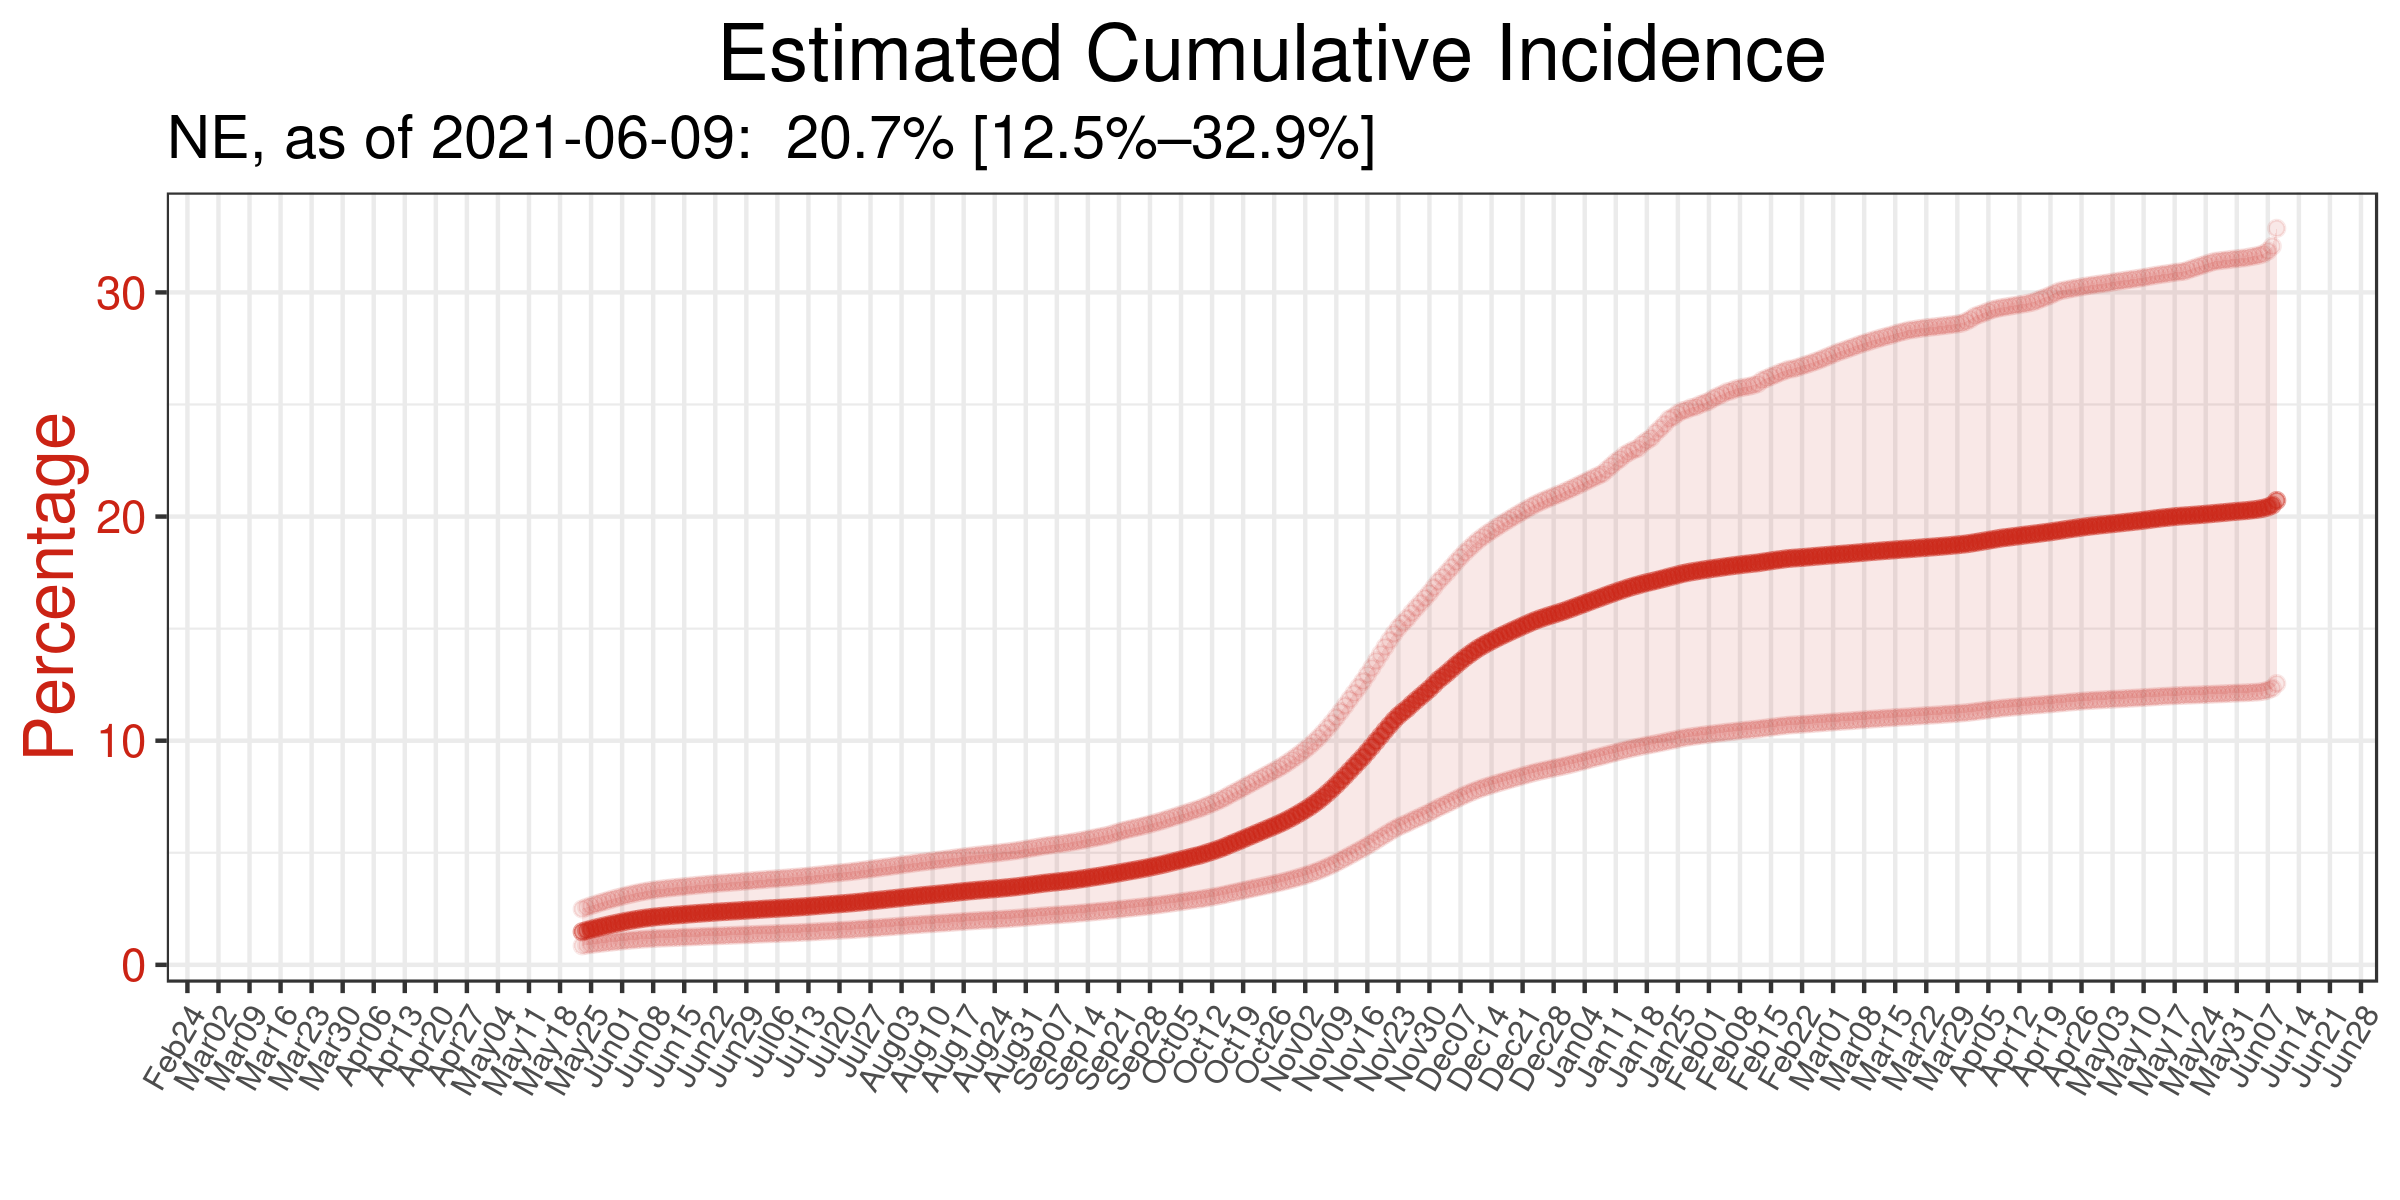 Estimated Cumulative Incidence
NE, as of 2021-06-09:  20.7% [12.5%–32.9%]
Percentage
30
20
10
0
Feb24
Mar02
Mar09
Mar16
Mar23
Mar30
Apr06
Apr13
Apr20
Apr27
May04
May11
May18
May25
Jun01
Jun08
Jun15
Jun22
Jun29
Jul06
Jul13
Jul20
Jul27
Aug03
Aug10
Aug17
Aug24
Aug31
Sep07
Sep14
Sep21
Sep28
Oct05
Oct12
Oct19
Oct26
Nov02
Nov09
Nov16
Nov23
Nov30
Dec07
Dec14
Dec21
Dec28
Jan04
Jan11
Jan18
Jan25
Feb01
Feb08
Feb15
Feb22
Mar01
Mar08
Mar15
Mar22
Mar29
Apr05
Apr12
Apr19
Apr26
May03
May10
May17
May24
May31
Jun07
Jun14
Jun21
Jun28